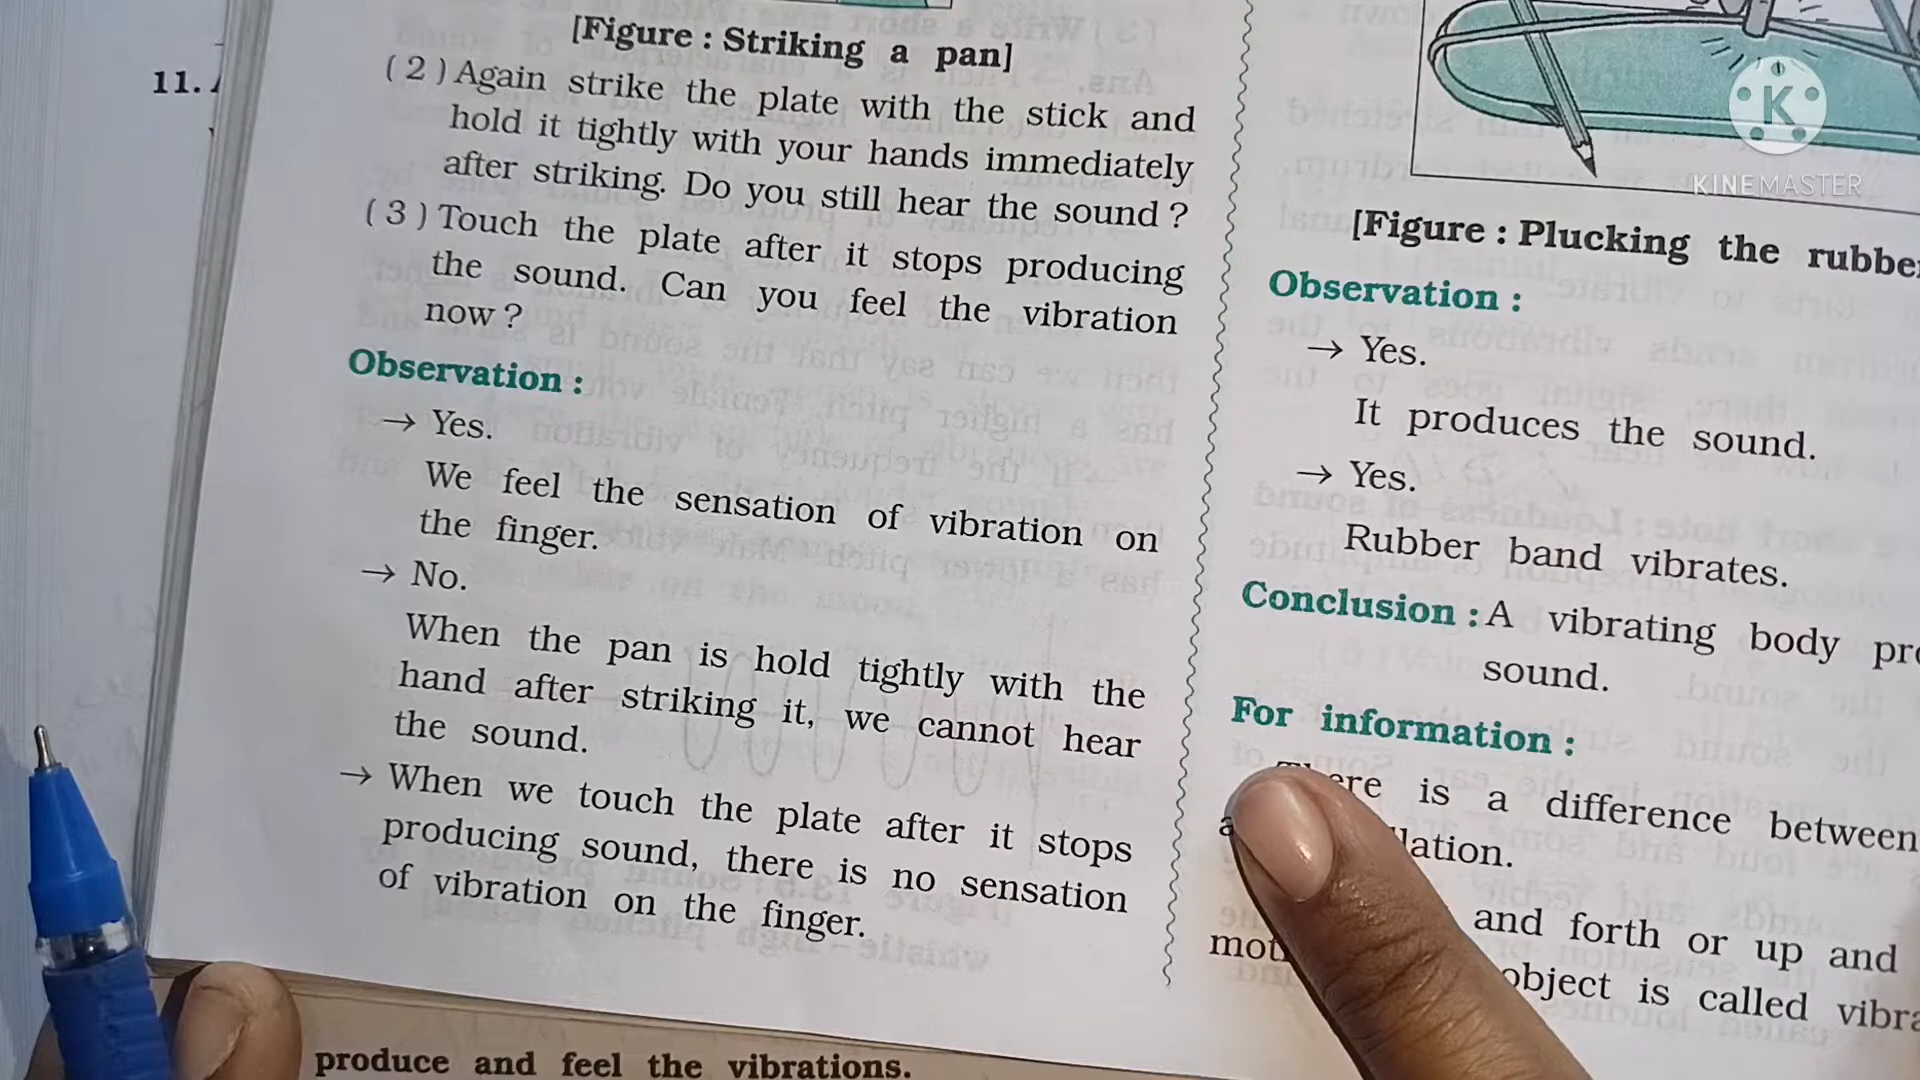 11.
[Figure : Striking a pan]
( 2 ) Again strike the plate with the stick and
hold it tightly with your hands immediately
after striking. Do you still hear the sound ?
( 3 ) Touch the plate after it stops producing
the sound. Can you feel the vibration
now ?
Observation :
→ Yes.
We feel the sensation of vibration on
the finger.
→ No.
When the pan is hold tightly with the
hand after striking it, we cannot hear
the sound.
→ When we touch the plate after it stops
producing sound, there is no sensation
of vibration on the finger.
produce and feel the vibrations.
K
KINEMASTER
[Figure : Plucking the rubbe
Observation :
→ Yes.
It produces the sound.
→ Yes.
Rubber band vibrates.
Conclusion : A vibrating body pro
sound.
For information :
is a difference between
lation.
and forth or up and
mot object is called vibra